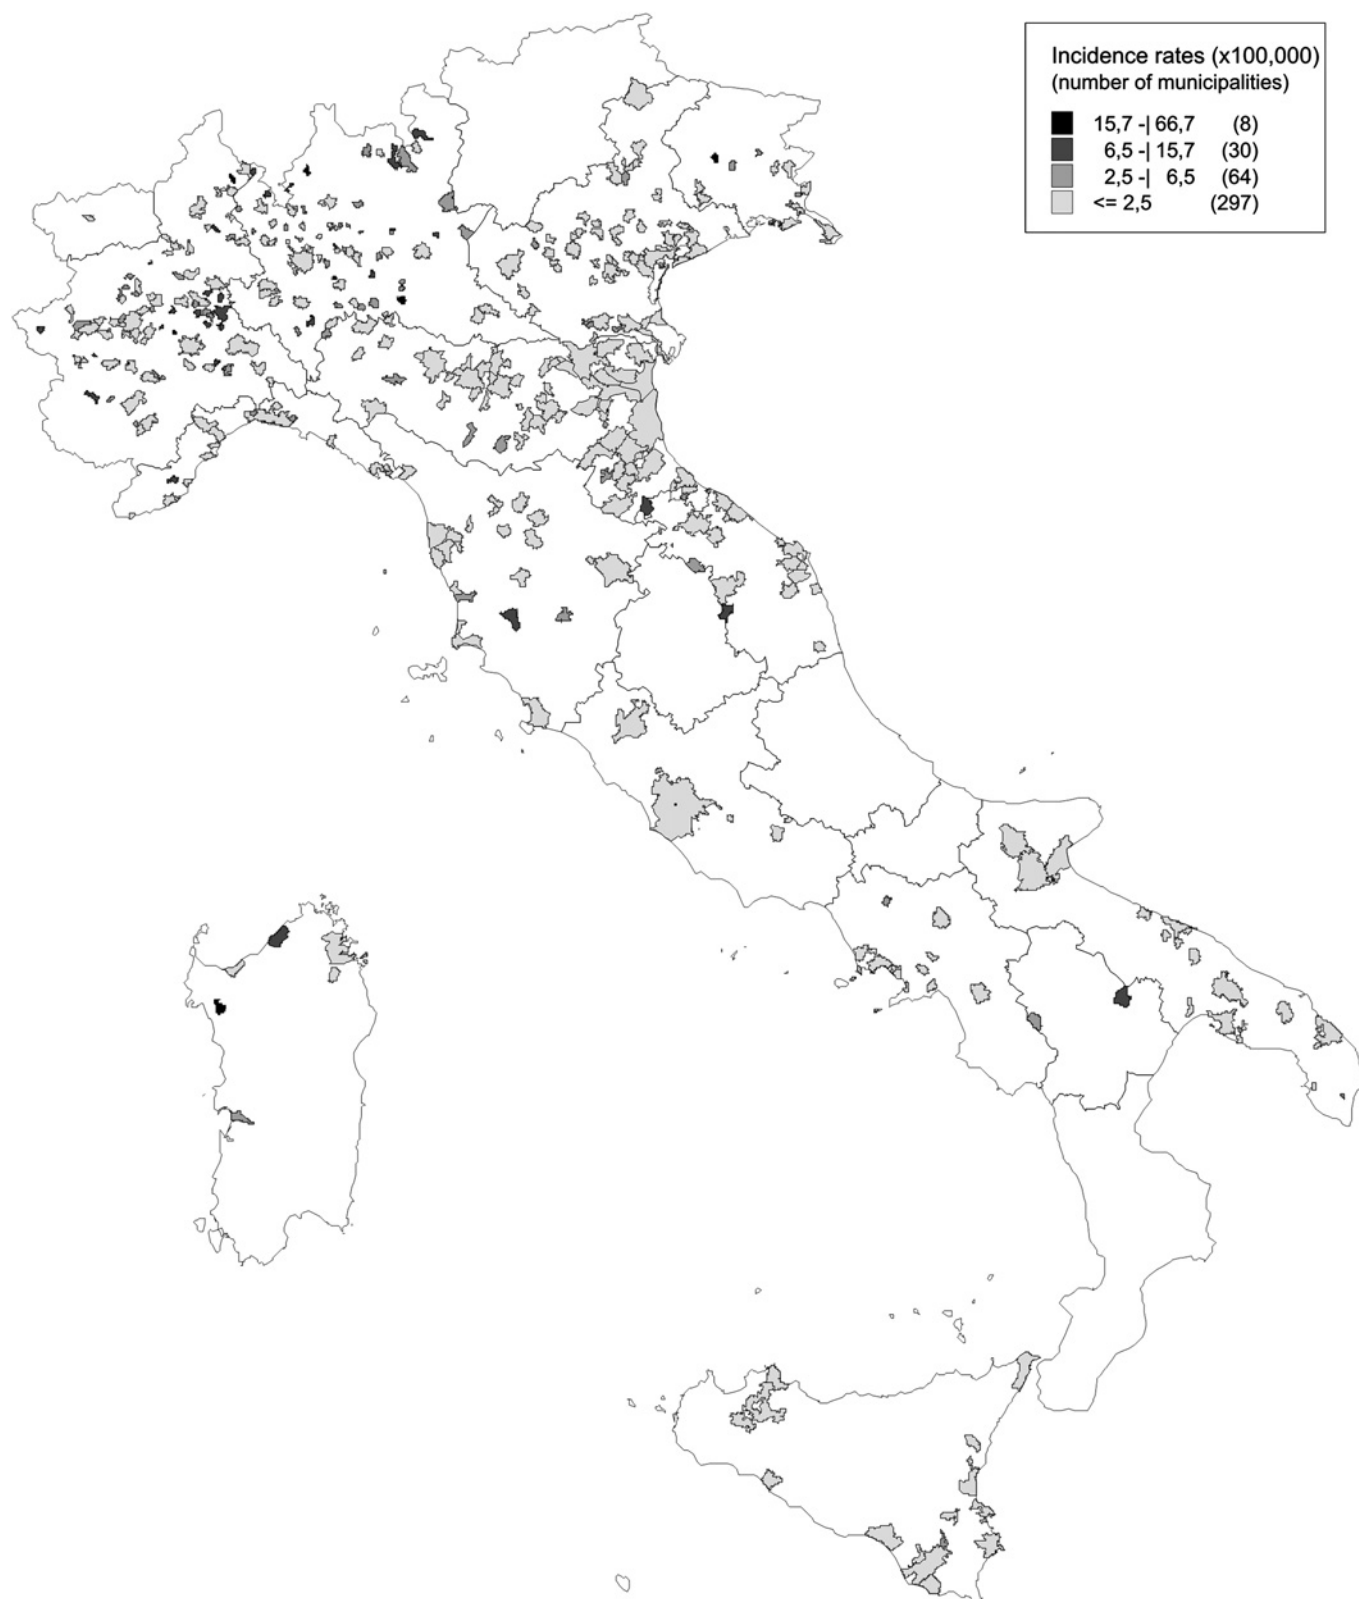 Incidence rates (x100,000)
(number of municipalities)
15,7 -| 66,7 (8)
6,5 -| 15,7 (30)
2,5 -| 6,5 (64)
<= 2,5 (297)